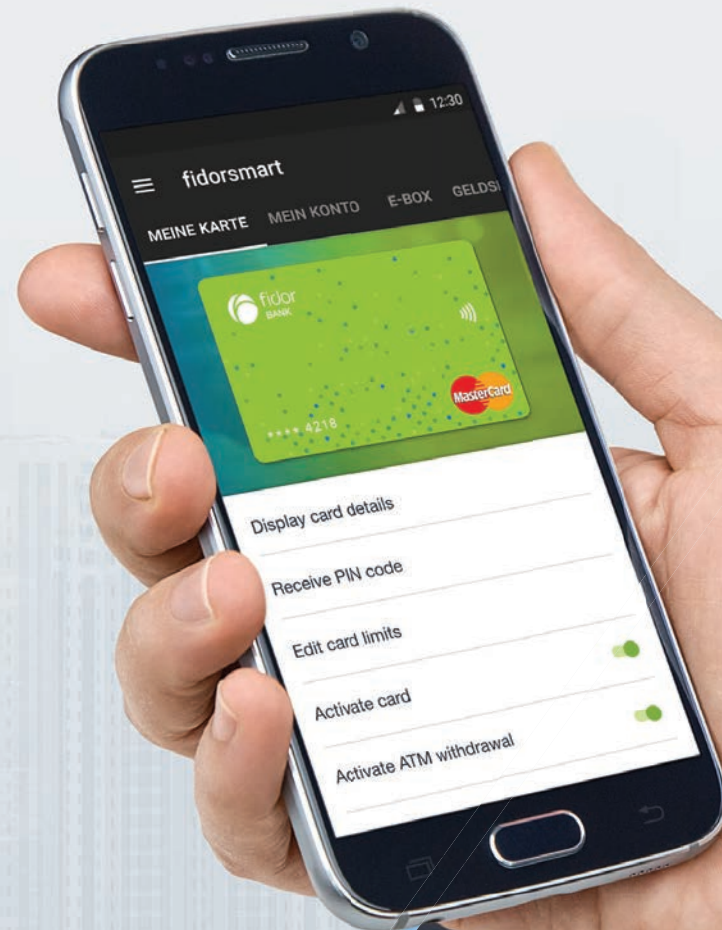 12:30
fidorsmart
MEINE KARTE MEIN KONTO E-BOX GELDS
fidor
BANK
MasterCard
**** 4218
Display card details
Receive PIN code
Edit card limits
Activate card
Activate ATM withdrawal